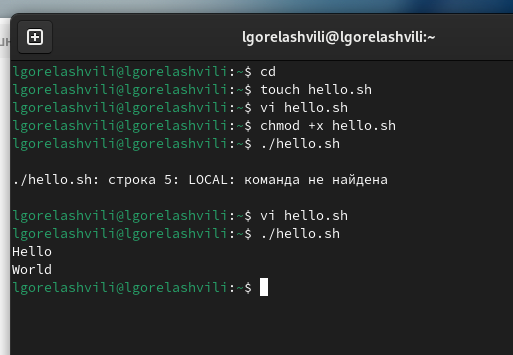 lgorelashvili@lgorelashvili:~
lgorelashvili@lgorelashvili:~$ cd
lgorelashvili@lgorelashvili:~$ touch hello.sh
lgorelashvili@lgorelashvili:~$ vi hello.sh
lgorelashvili@lgorelashvili:~$ chmod +x hello.sh
lgorelashvili@lgorelashvili:~$ ./hello.sh
./hello.sh: строка 5: LOCAL: команда не найдена
lgorelashvili@lgorelashvili:~$ vi hello.sh
lgorelashvili@lgorelashvili:~$ ./hello.sh
Hello
World
lgorelashvili@lgorelashvili:~$